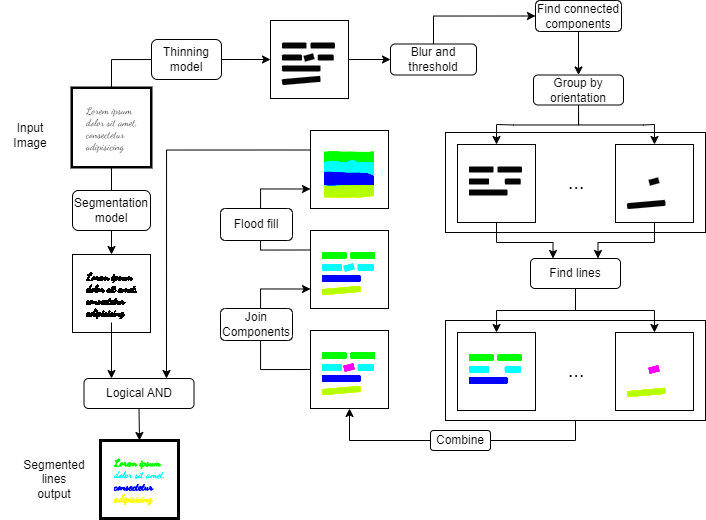 Find connected
components
Thinning
model
Blur and
threshold
Group by
orientation
Input
Image
Lorem ipsum
dolor sit amet,
consectetur
adipisicing
Segmentation
model
Flood fill
...
Find lines
Lorem ipsum
dolor sit amet,
consectetur
adipisicing
Join
Components
Logical AND
...
Combine
Segmented
lines
output
Lorem ipsum
dolor sit amet,
consectetur
adipisicing